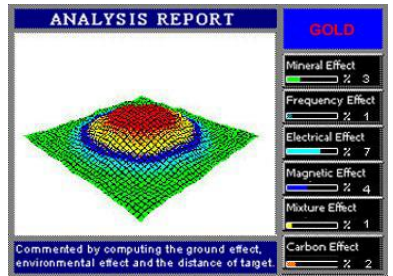 ANALYSIS REPORT
GOLD
Mineral Effect
% 3
Frequency Effect
% 1
Electrical Effect
% 7
Magnetic Effect
% 4
Mixture Effect
% 1
Carbon Effect
% 2
Commented by computing the ground effect,
environmental effect and the distance of target.